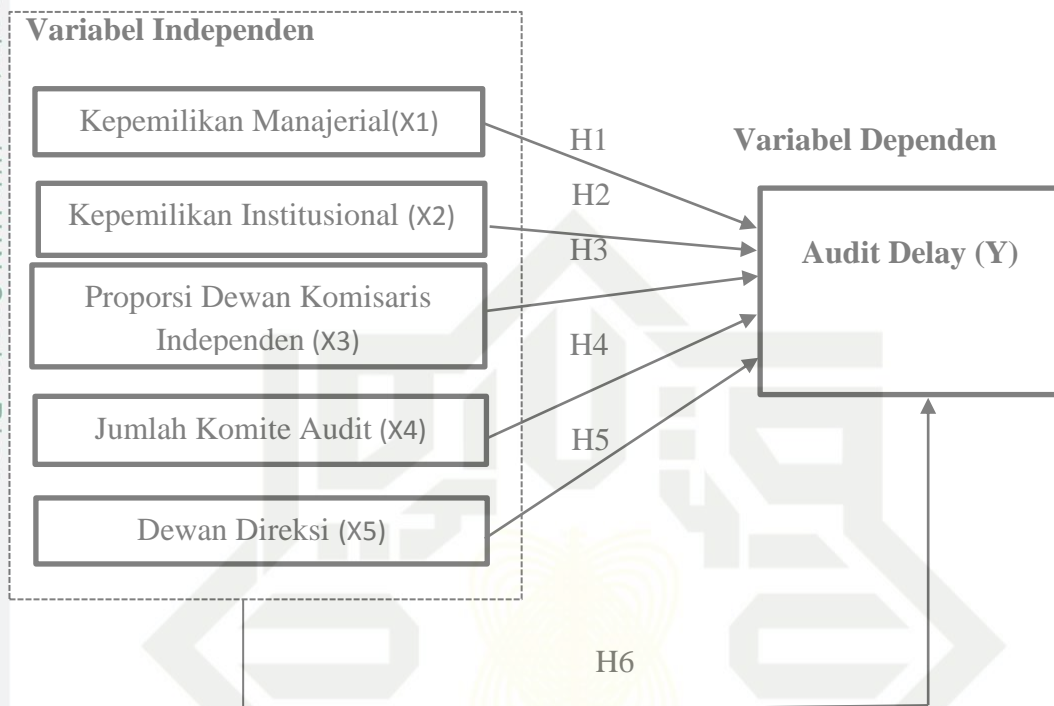 Variabel Independen
Kepemilikan Manajerial(X1)
Kepemilikan Institusional (X2)
Proporsi Dewan Komisaris
Independen (X3)
Jumlah Komite Audit (X4)
Dewan Direksi (X5)
H1
H2
H3
H4
H5
Variabel Dependen
Audit Delay (Y)
H6